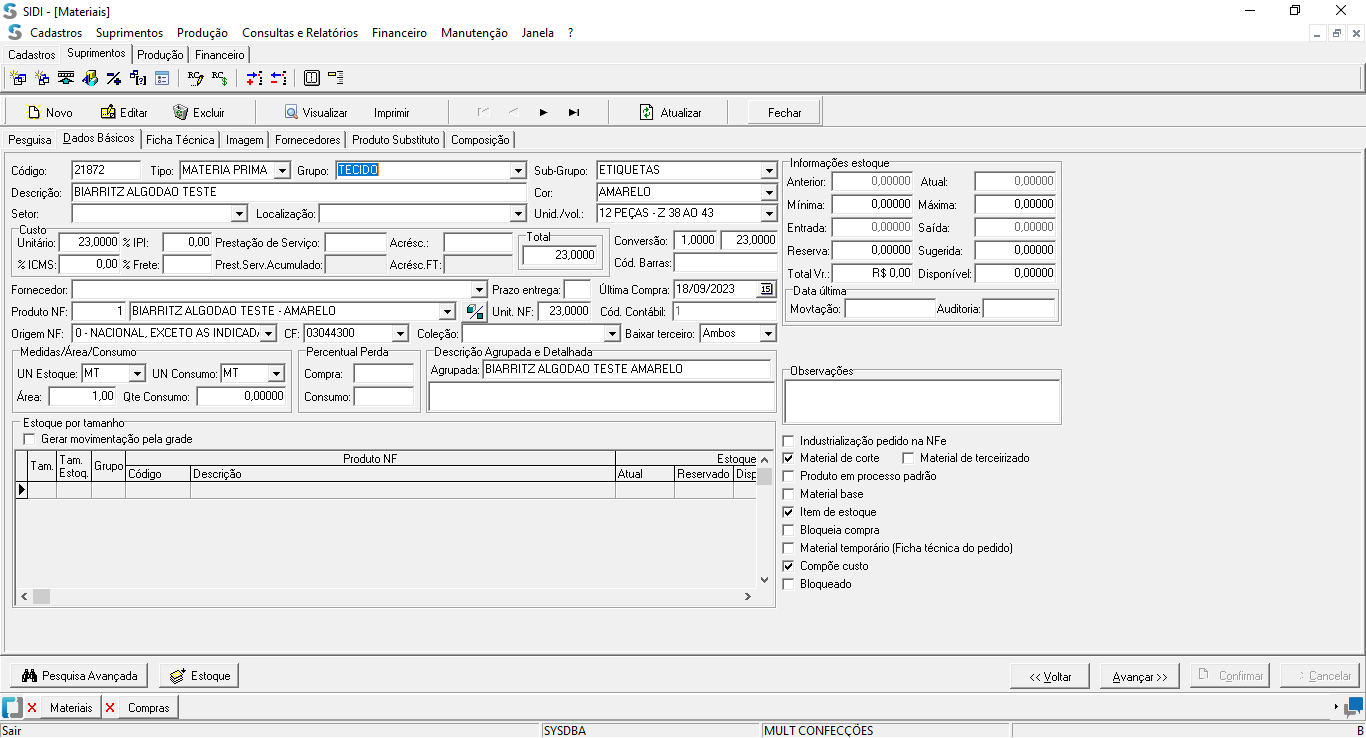 SIDI - [Materiais]
Cadastros Suprimentos Produção Consultas e Relatórios Financeiro Manutenção Janela ?
Cadastros Suprimentos Produção Financeiro
Novo Editar Excluir Visualizar Imprimir Atualizar Fechar
Pesquisa Dados Básicos Ficha Técnica Imagem Fornecedores Produto Substituto Composição
Código: 21872 Tipo: MATERIA PRIMA Grupo: TECIDO Sub-Grupo: ETIQUETAS
Descrição: BIARRITZ ALGODAO TESTE Cor: AMARELO
Setor: Localização: Unid./vol.: 12 PEÇAS - Z 38 AO 43
Custo
Unitário: 23,0000 % IPI: 0,00 Prestação de Serviço: Acrésc.:
% ICMS: 0,00 % Frete: Prest.Serv.Acumulado: Acrésc.FT:
Total
23,0000
Conversão: 1,0000 23,0000
Cód. Barras:
Fornecedor: Prazo entrega: Última Compra: 18/09/2023 15
Produto NF: 1 BIARRITZ ALGODAO TESTE - AMARELO Unit. NF: 23,0000 Cód. Contábil: 1
Origem NF: 0 - NACIONAL, EXCETO AS INDICADA CF: 03044300 Coleção: Baixar terceiro: Ambos
Informações estoque
Anterior: 0,00000 Atual: 0,00000
Mínima: 0,00000 Máxima: 0,00000
Entrada: 0,00000 Saída: 0,00000
Reserva: 0,00000 Sugerida: 0,00000
Total Vr.: R$ 0,00 Disponível: 0,00000
Data última
Movtação: Auditoria:
Medidas/Área/Consumo
UN Estoque: MT UN Consumo: MT
Área: 1,00 Qte Consumo: 0,00000
Percentual Perda
Compra:
Consumo:
Descrição Agrupada e Detalhada
Agrupada: BIARRITZ ALGODAO TESTE AMARELO
Observações
Estoque por tamanho
Gerar movimentação pela grade
Tam. Tam. Estoq. Grupo Produto NF Estoque
Código Descrição Atual Reservado Disp
Industrialização pedido na NFe
Material de corte Material de terceirizado
Produto em processo padrão
Material base
Item de estoque
Bloqueia compra
Material temporário (Ficha técnica do pedido)
Compõe custo
Bloqueado
Pesquisa Avançada Estoque << Voltar Avançar >> Confirmar Cancelar
Materiais Compras
Sair SYSDBA MULT CONFECÇÕES B